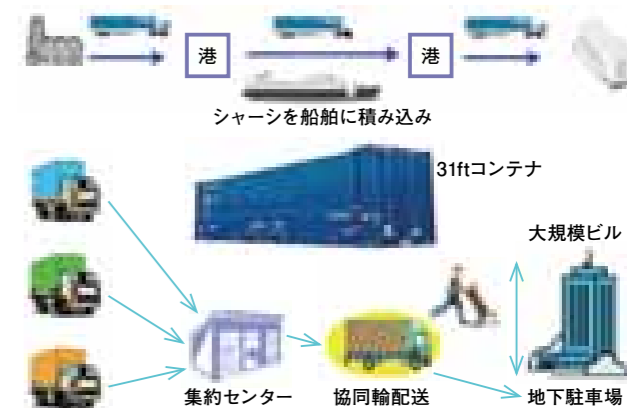 港
港
シャーシを船舶に積み込み
31ftコンテナ
大規模ビル
集約センター
協同輸配送
地下駐車場